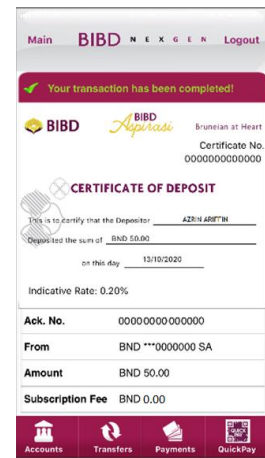 Main BIBD NEXGEN Logout
Your transaction has been completed!
BIBD BIBD Aspirasi Bruneian at Heart
Certificate No.
0000000000000
CERTIFICATE OF DEPOSIT
This is to certify that the Depositor AZRIN ARIFFIN
Deposited the sum of BND 50.00
on this day 13/10/2020
Indicative Rate: 0.20%
Ack. No. 0000000000000
From BND ***0000000 SA
Amount BND 50.00
Subscription Fee BND 0.00
Accounts Transfers Payments QuickPay